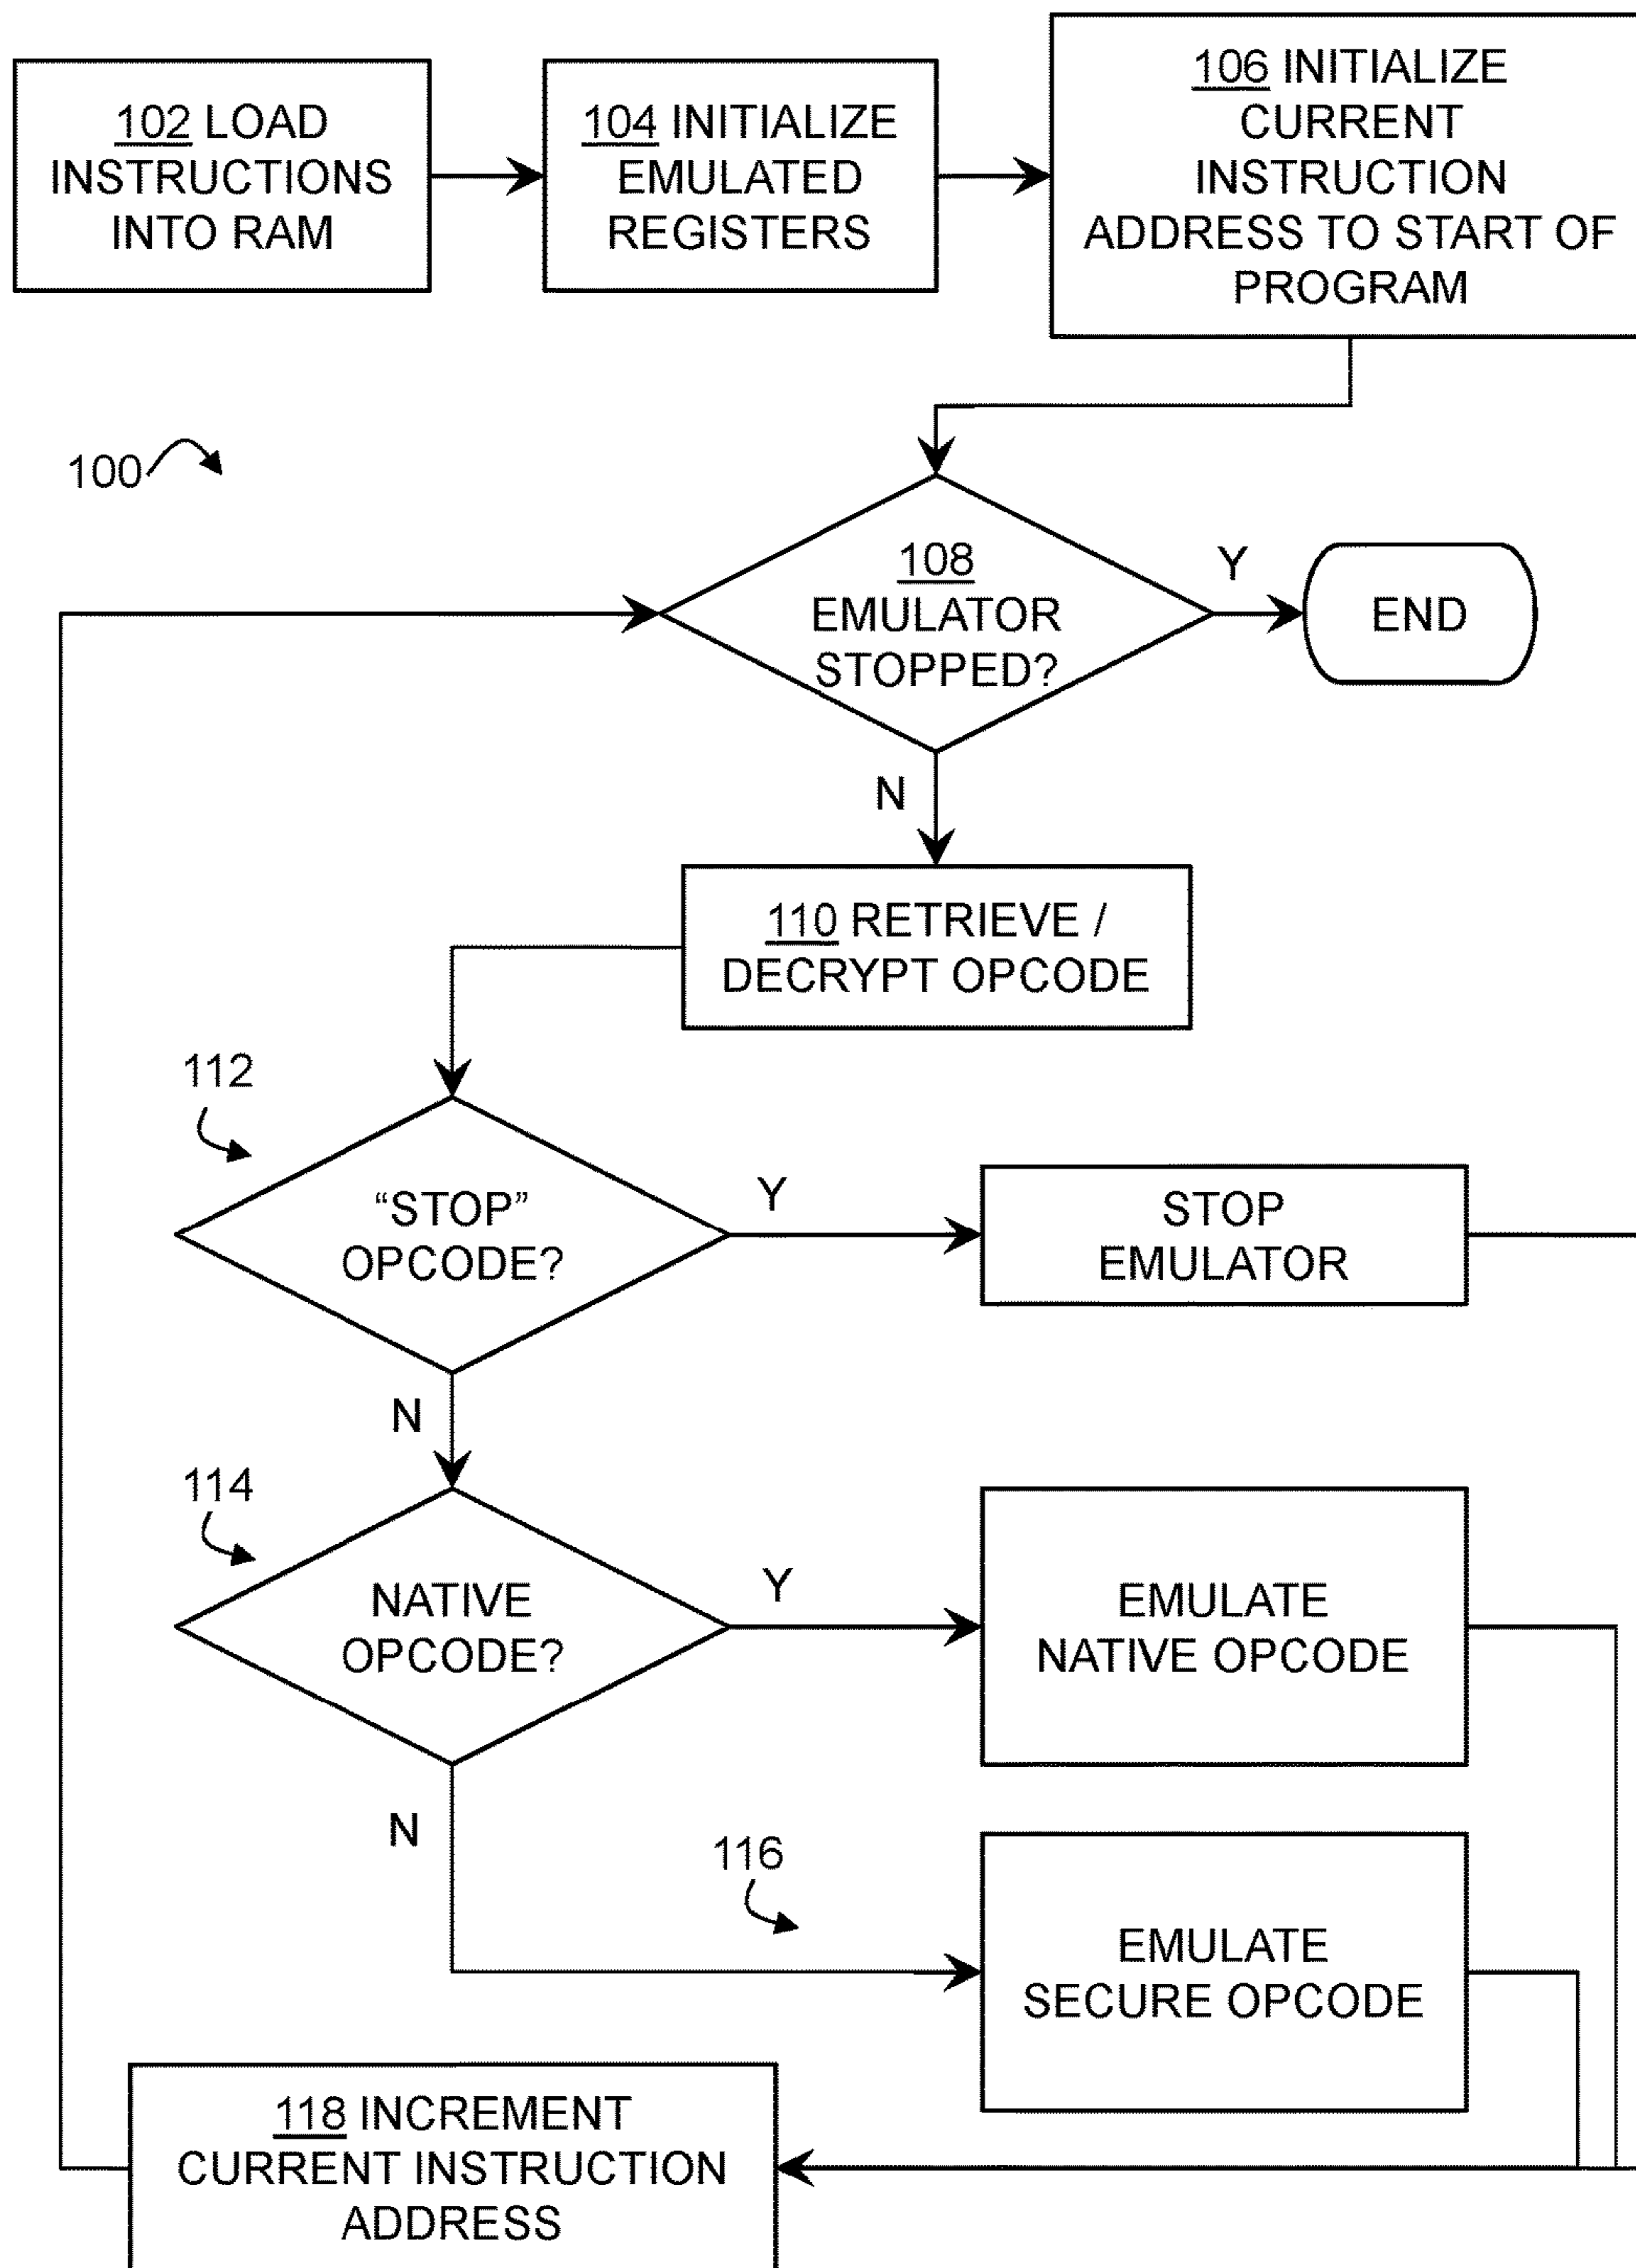 102 LOAD
INSTRUCTIONS
INTO RAM
104 INITIALIZE
EMULATED
REGISTERS
106 INITIALIZE
CURRENT
INSTRUCTION
ADDRESS TO START OF
PROGRAM
100
108
EMULATOR
STOPPED?
Y
END
N
110 RETRIEVE /
DECRYPT OPCODE
112
“STOP”
OPCODE?
Y
STOP
EMULATOR
N
114
NATIVE
OPCODE?
Y
EMULATE
NATIVE OPCODE
N
116
EMULATE
SECURE OPCODE
118 INCREMENT
CURRENT INSTRUCTION
ADDRESS